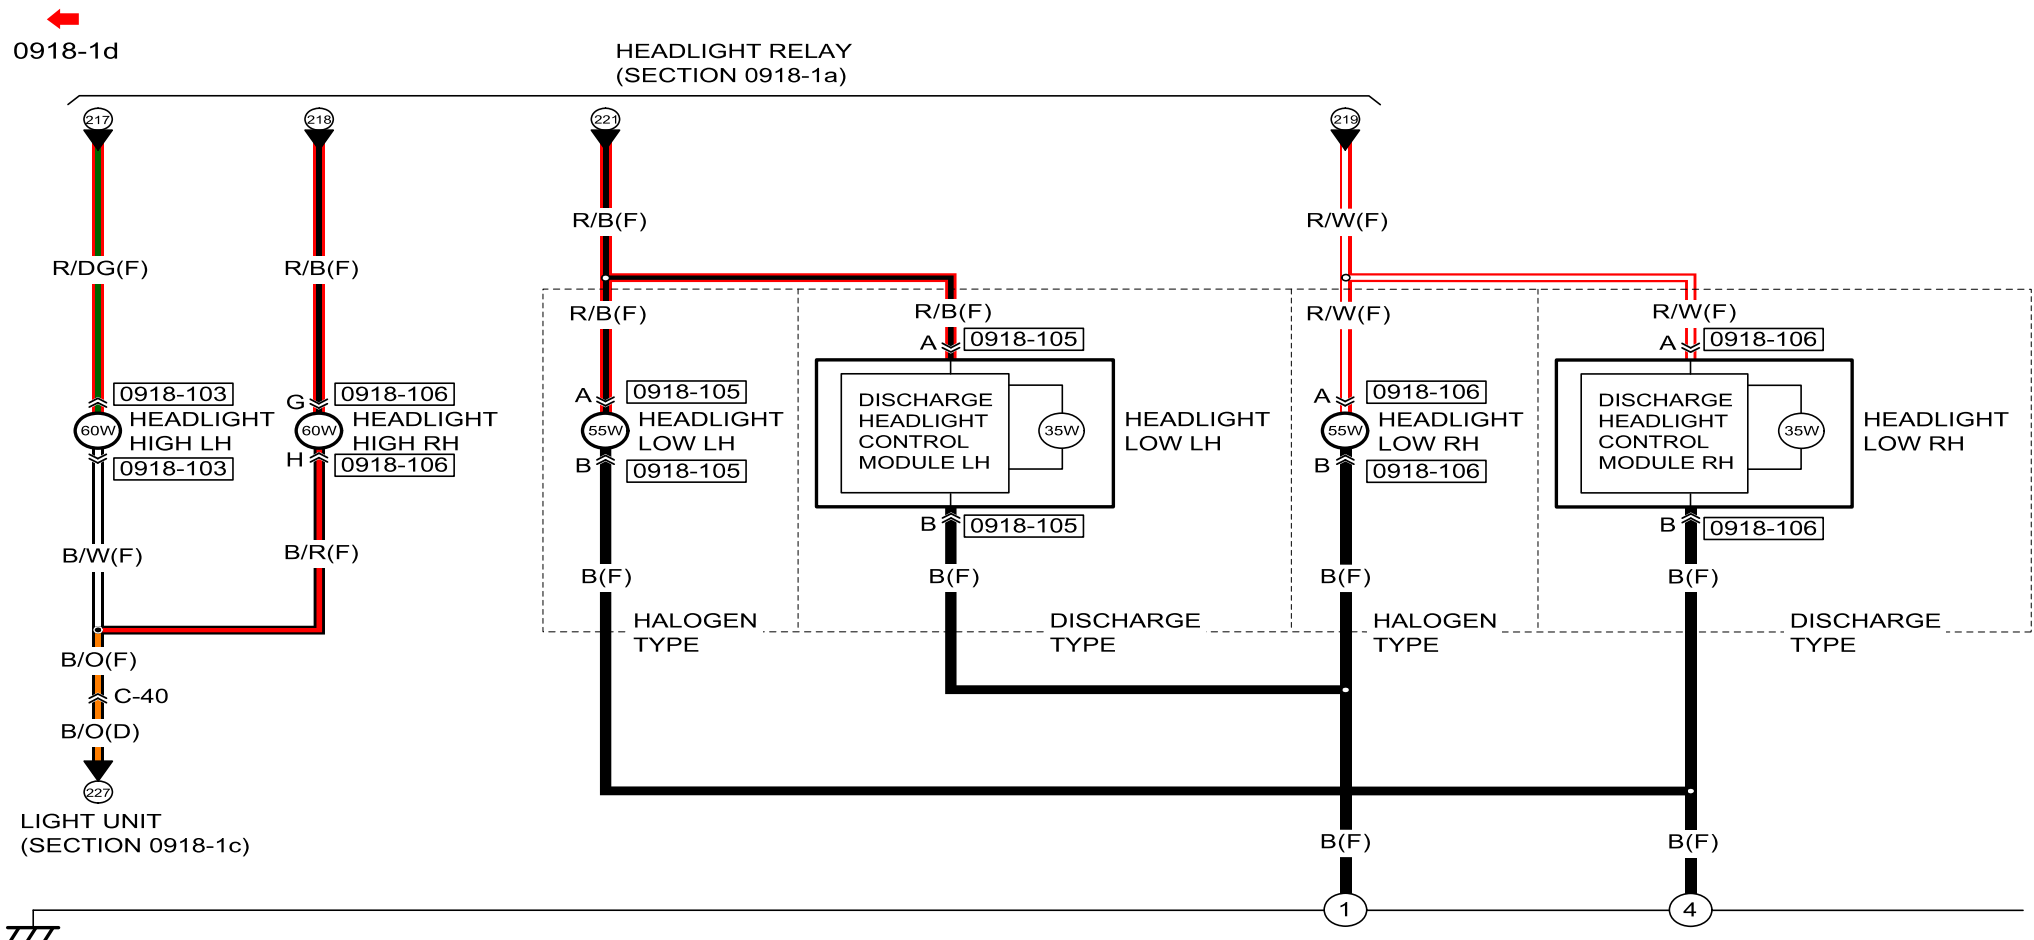 0918-1d
HEADLIGHT RELAY
(SECTION 0918-1a)
217
218
221
219
R/B(F)
R/W(F)
R/DG(F)
R/B(F)
R/B(F)
R/B(F)
R/W(F)
R/W(F)
A
0918-105
A
0918-106
0918-103
G
0918-106
A
0918-105
A
0918-106
60W
HEADLIGHT
HIGH LH
60W
HEADLIGHT
HIGH RH
55W
HEADLIGHT
LOW LH
DISCHARGE
HEADLIGHT
CONTROL
MODULE LH
35W
HEADLIGHT
LOW LH
55W
HEADLIGHT
LOW RH
DISCHARGE
HEADLIGHT
CONTROL
MODULE RH
35W
HEADLIGHT
LOW RH
0918-103
H
0918-106
B
0918-105
B
0918-106
B
0918-105
B
0918-106
B/W(F)
B/R(F)
B(F)
B(F)
B(F)
B(F)
HALOGEN
TYPE
DISCHARGE
TYPE
HALOGEN
TYPE
DISCHARGE
TYPE
B/O(F)
C-40
B/O(D)
227
LIGHT UNIT
(SECTION 0918-1c)
B(F)
B(F)
1
4